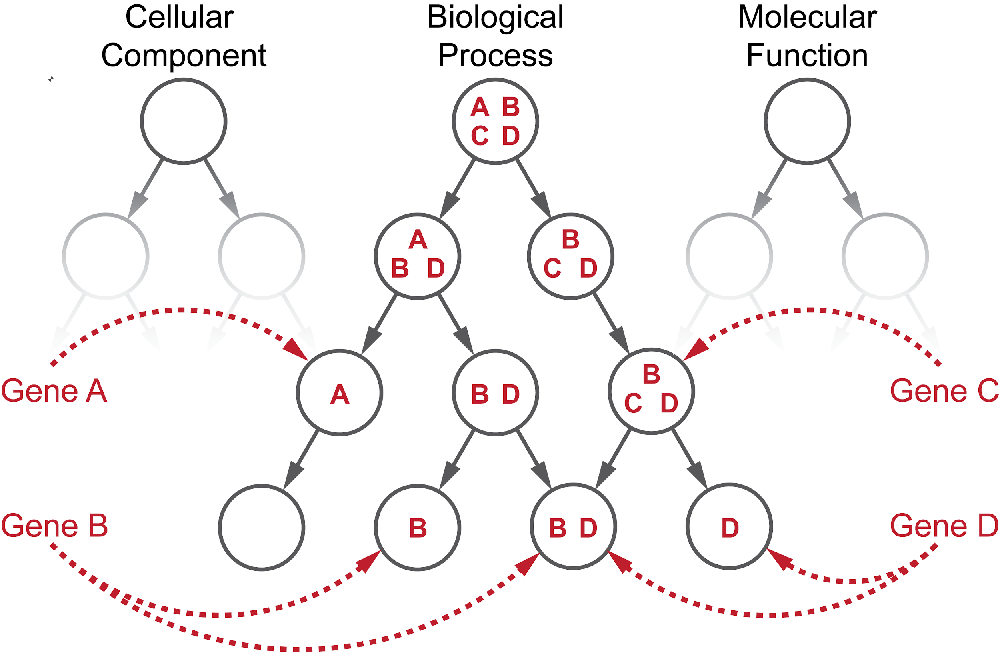 Cellular
Component
Biological
Process
Molecular
Function
A B
C D
A
B D
B
C D
Gene A
A
B D
B
C D
Gene C
Gene B
B
B D
D
Gene D